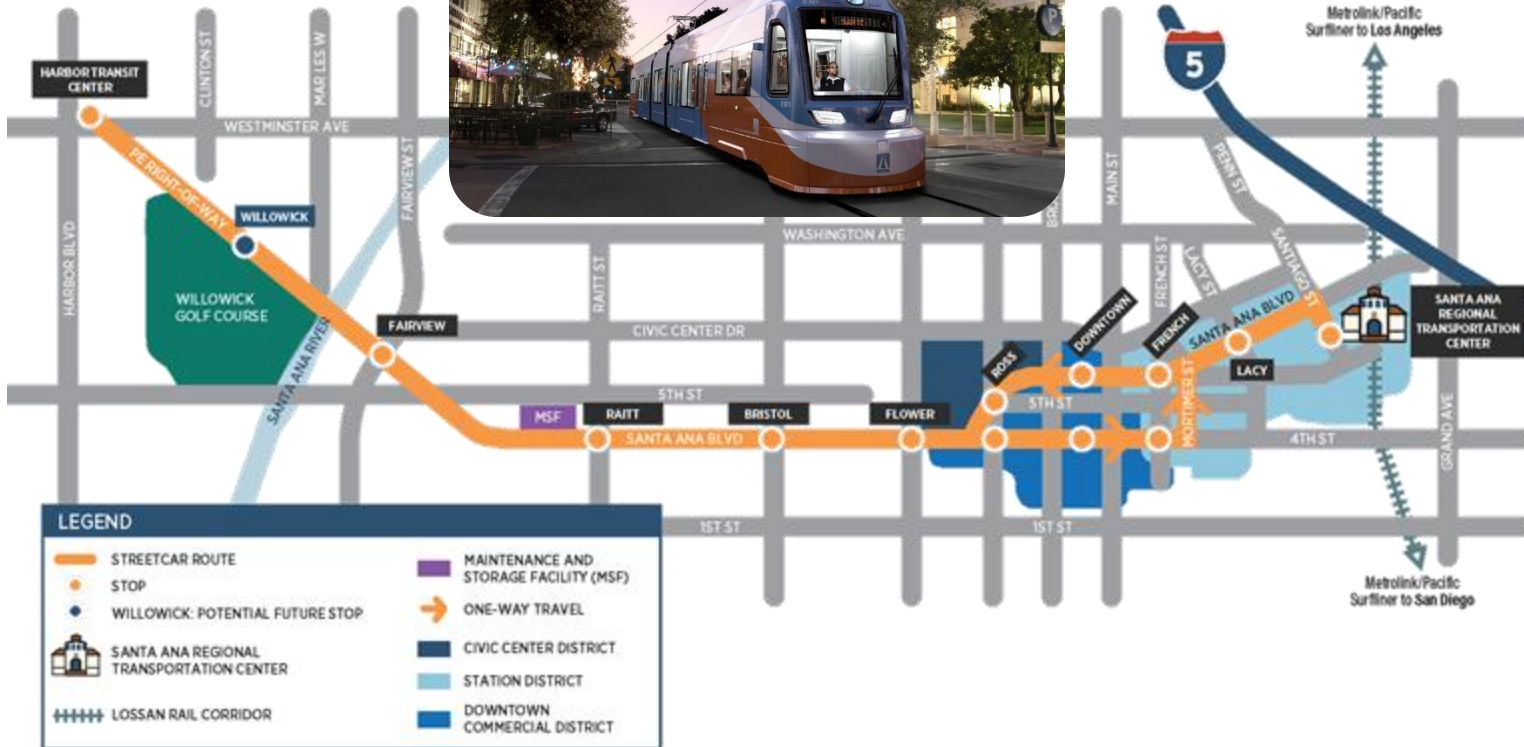 Metrolink/Pacific
Surfliner to Los Angeles
5
HARBOR TRANSIT
CENTER
CLINTON ST
WESTMINSTER AVE
FAIRVIEW ST
PE RIGHT-OF-WAY
WILLOWICK
HARBOR BLVD
WILLOWICK
GOLF COURSE
SANTA ANA RIVER
FAIRVIEW
MAIN ST
PENN ST
WASHINGTON AVE
RAITT ST
FRENCH ST
LACY ST
SANTIAGO ST
CIVIC CENTER DR
DOWNTOWN
FRENCH
SANTA ANA BLVD
SANTA ANA
REGIONAL
TRANSPORTATION
CENTER
ROSS
LACY
5TH ST
5TH ST
MORTIMER ST
MSF
RAITT
BRISTOL
FLOWER
SANTA ANA BLVD
4TH ST
GRAND AVE
1ST ST
1ST ST
Metrolink/Pacific
Surfliner to San Diego
LEGEND
STREETCAR ROUTE
STOP
WILLOWICK: POTENTIAL FUTURE STOP
SANTA ANA REGIONAL
TRANSPORTATION CENTER
LOSSAN RAIL CORRIDOR
MAINTENANCE AND
STORAGE FACILITY (MSF)
ONE-WAY TRAVEL
CIVIC CENTER DISTRICT
STATION DISTRICT
DOWNTOWN
COMMERCIAL DISTRICT